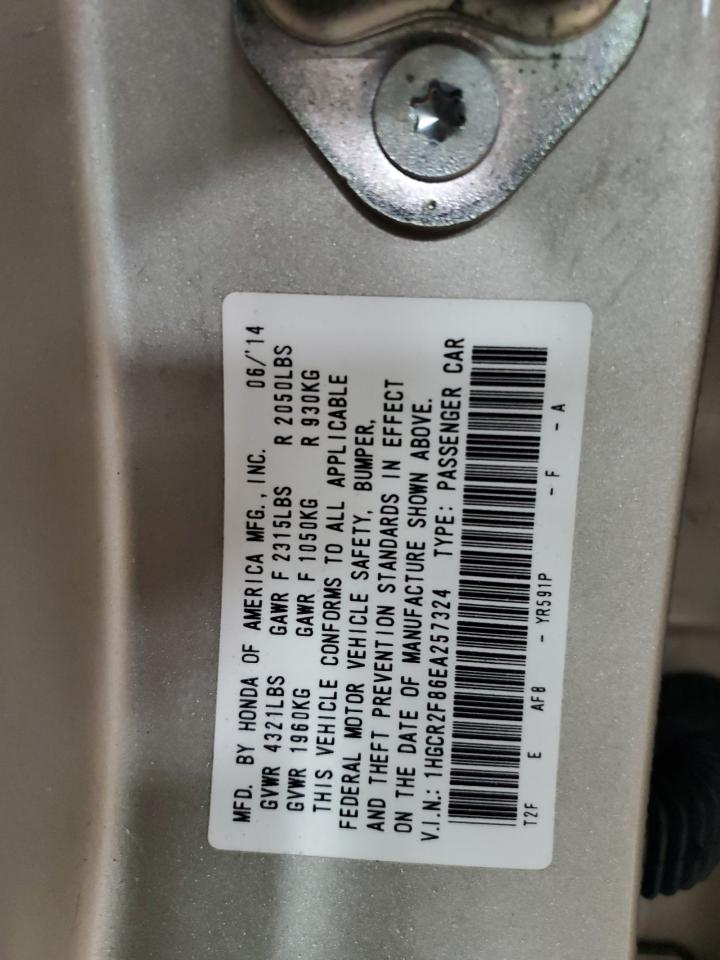 MFD. BY HONDA OF AMERICA MFG., INC. 06/'14
GVWR 4321LBS GAWR F 2315LBS R 2050LBS
GVWR 1960KG GAWR F 1050KG R 930KG
THIS VEHICLE CONFORMS TO ALL APPLICABLE
FEDERAL MOTOR VEHICLE SAFETY, BUMPER,
AND THEFT PREVENTION STANDARDS IN EFFECT
ON THE DATE OF MANUFACTURE SHOWN ABOVE.
V.I.N.: 1HGCR2F86EA257324 TYPE: PASSENGER CAR
T2F E AF8 - YR591P - F - A